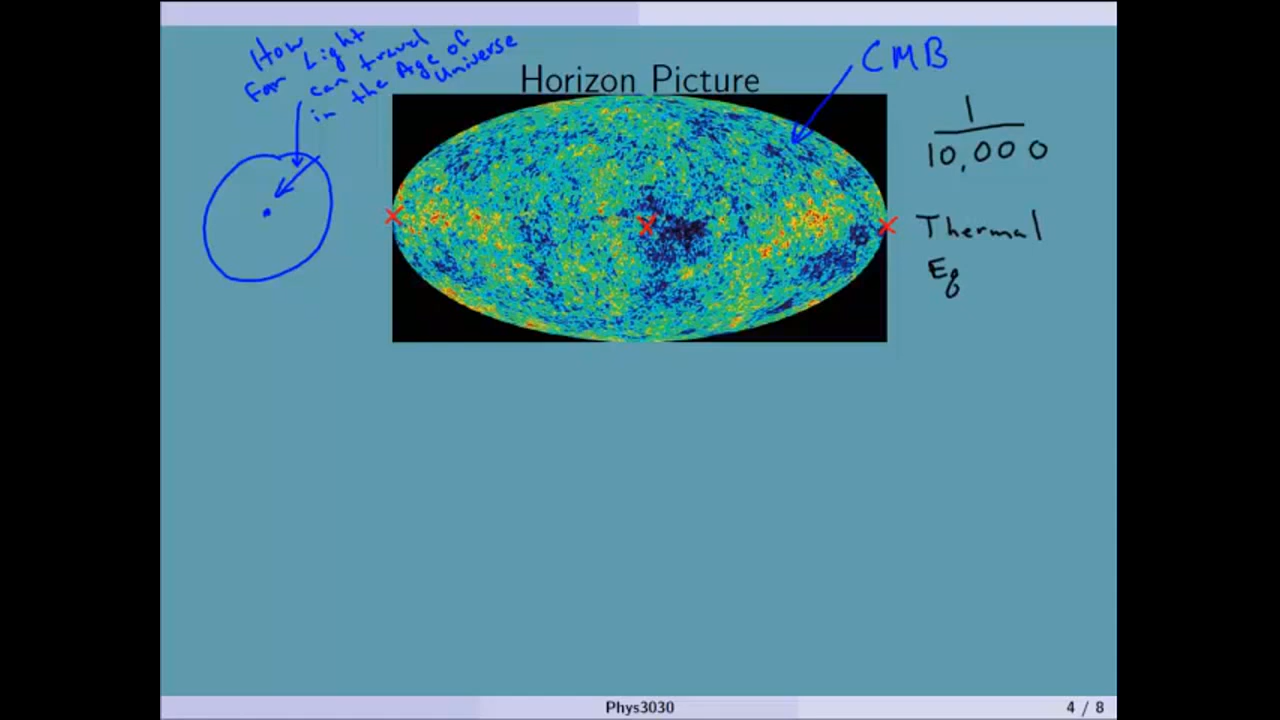 How
far Light
can travel
in the Age of
Universe
Horizon Picture
CMB
1
10,000
Thermal
Eq
Phys3030
4 / 8